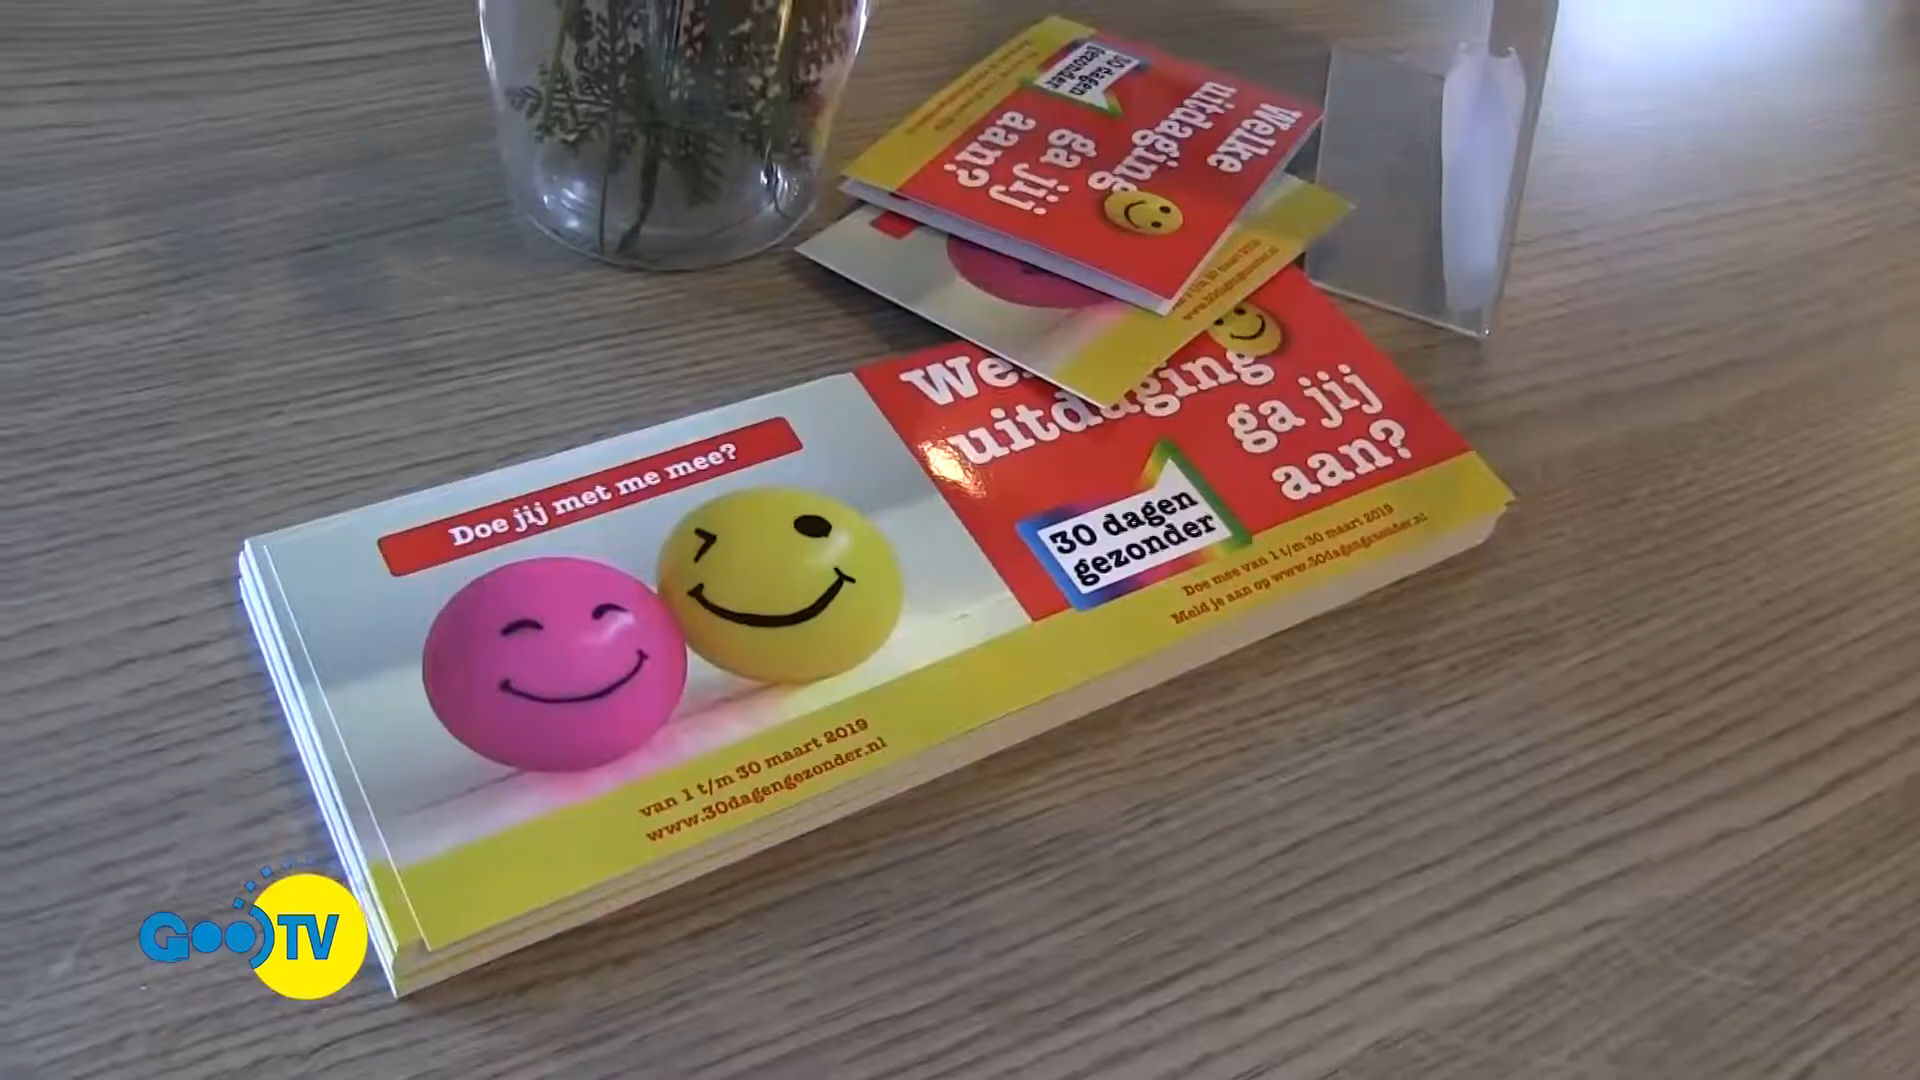 Welke
uitdaging
ga jij
aan?
30 dagen
gezonder
Doe jij met me mee?
uitdaging
ga jij
aan?
30 dagen
gezonder
Doe mee van 1 t/m 30 maart 2019
Meld je aan op www.30dagengezonder.nl
van 1 t/m 30 maart 2019
www.30dagengezonder.nl
GooiTV